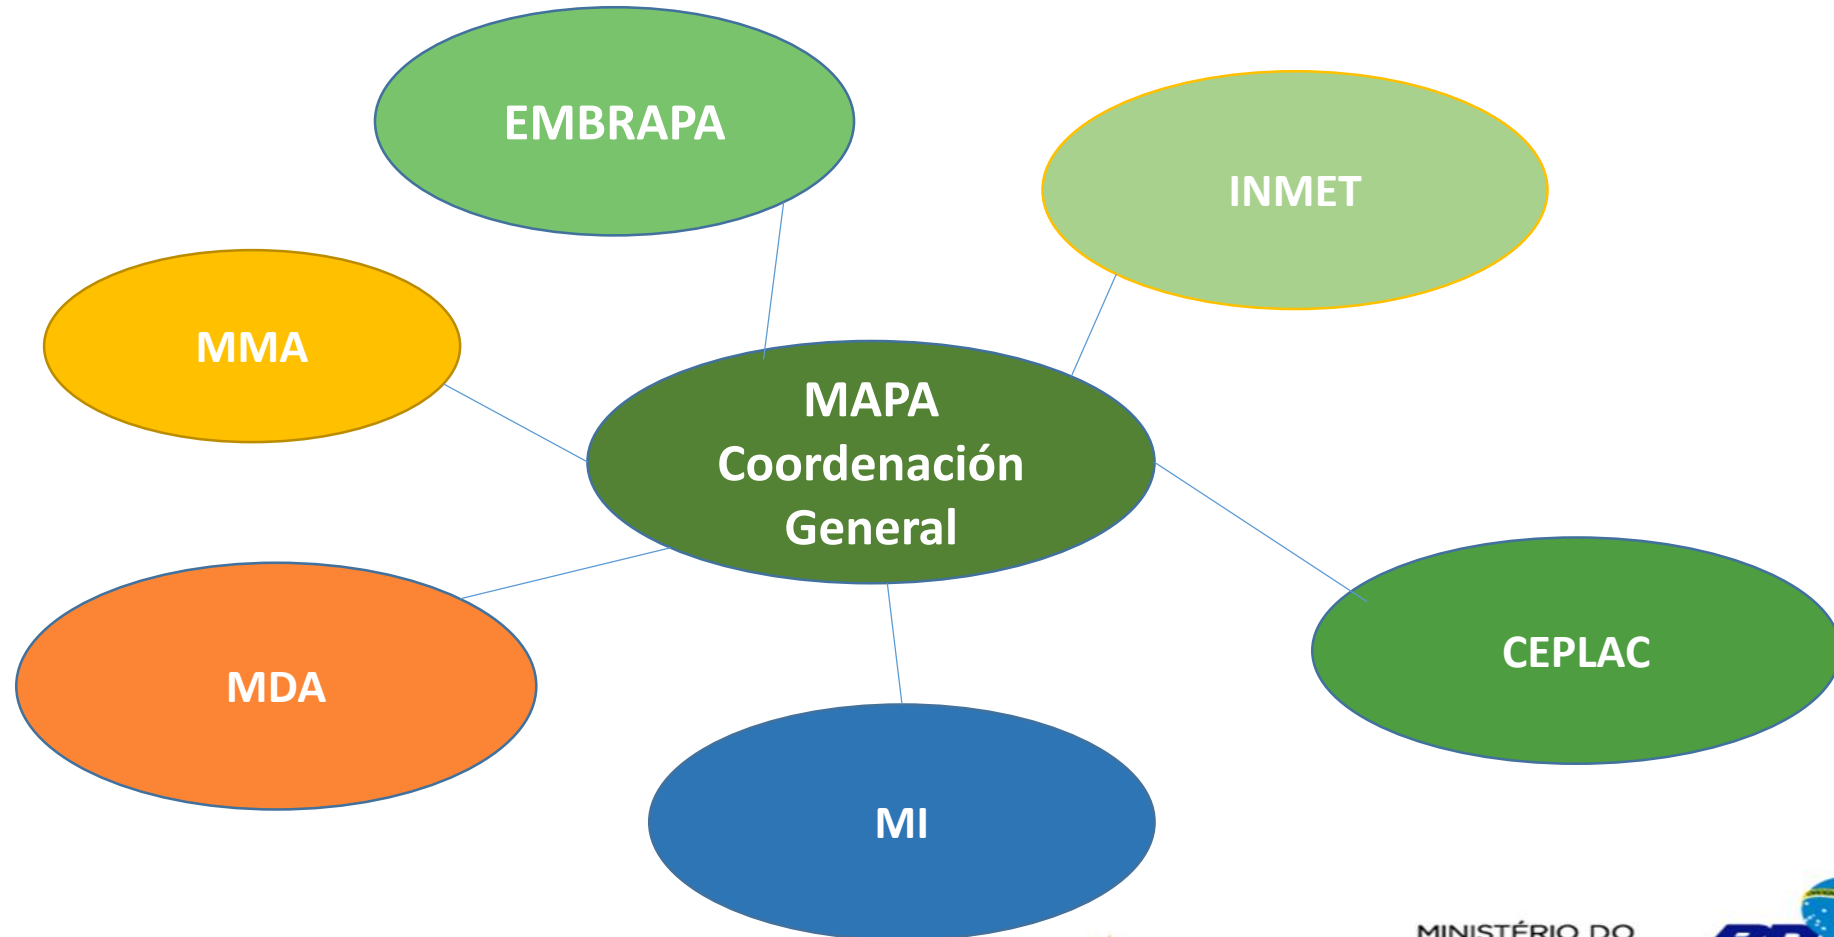 EMBRAPA
INMET
MMA
MAPA
Coordenación
General
CEPLAC
MDA
MI
MINISTÉRIO DO